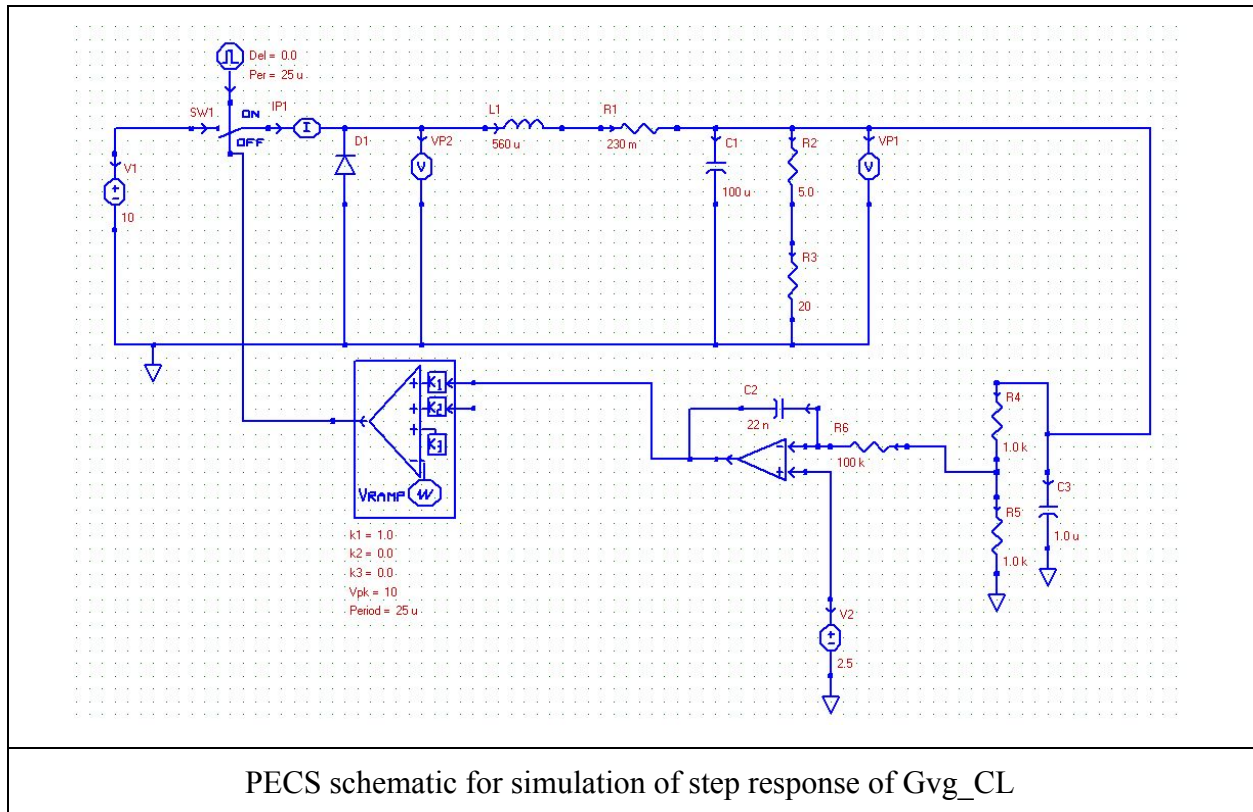 Del = 0.0
Per = 25 u
SW1
ON
OFF
IP1
I
L1
560 u
R1
230 m
V1
+
-
10
D1
VP2
V
C1
100 u
R2
5.0
R3
20
VP1
V
+ K1
+ K2
+ K3
-
VRAMP
k1 = 1.0
k2 = 0.0
k3 = 0.0
Vpk = 10
Period = 25 u
C2
22 n
-
+
R6
100 k
R4
1.0 k
R5
1.0 k
C3
1.0 u
V2
+
-
2.5
PECS schematic for simulation of step response of Gvg_CL